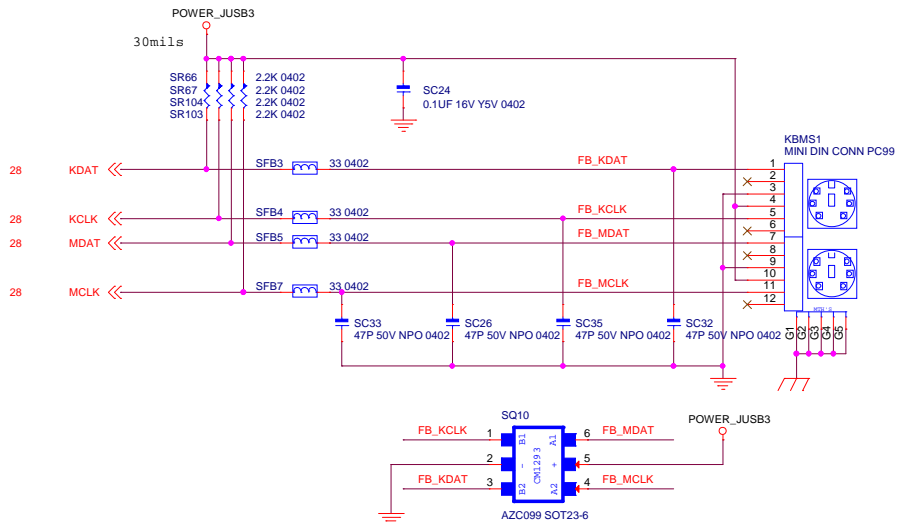 POWER_JUSB3
30mils
SR66 2.2K 0402
SR67 2.2K 0402
SR104 2.2K 0402
SR103 2.2K 0402
SC24
0.1UF 16V Y5V 0402
KBMS1
MINI DIN CONN PC99
28 KDAT SFB3 33 0402 FB_KDAT 1
2
3
4
28 KCLK SFB4 33 0402 FB_KCLK 5
6
28 MDAT SFB5 33 0402 FB_MDAT 7
8
9
10
28 MCLK SFB7 33 0402 FB_MCLK 11
12
SC33 SC26 SC35 SC32
47P 50V NPO 0402 47P 50V NPO 0402 47P 50V NPO 0402 47P 50V NPO 0402
G1 G2 G3 G4 G5
SQ10
POWER_JUSB3
FB_KCLK 1 B1 A1 6 FB_MDAT
2 - CM1293 + 5
FB_KDAT 3 B2 A2 4 FB_MCLK
AZC099 SOT23-6